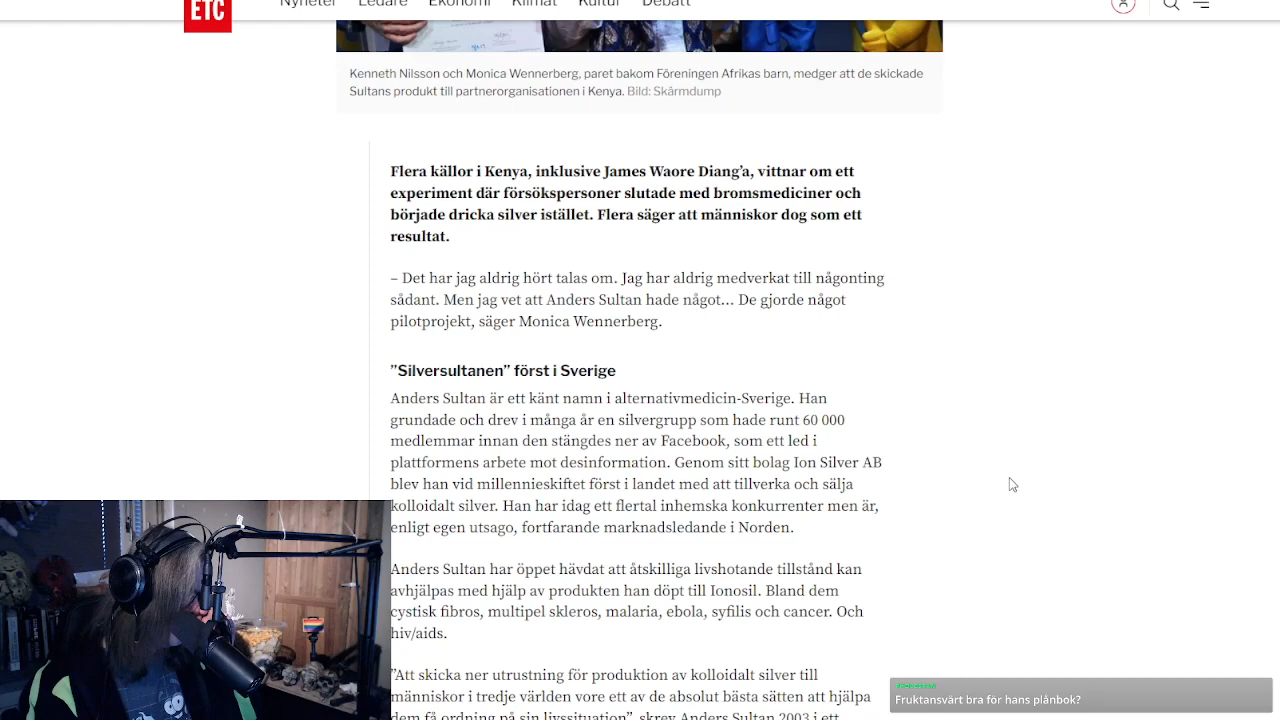 ETC
Nyheter Ledare Ekonomi Klimat Kultur Debatt
Kenneth Nilsson och Monica Wennerberg, paret bakom Föreningen Afrikas barn, medger att de skickade
Sultans produkt till partnerorganisationen i Kenya. Bild: Skärmdump
Flera källor i Kenya, inklusive James Waore Diang’a, vittnar om ett
experiment där försökspersoner slutade med bromsmediciner och
började dricka silver istället. Flera säger att människor dog som ett
resultat.
– Det har jag aldrig hört talas om. Jag har aldrig medverkat till någonting
sådant. Men jag vet att Anders Sultan hade något… De gjorde något
pilotprojekt, säger Monica Wennerberg.
”Silversultanen” först i Sverige
Anders Sultan är ett känt namn i alternativmedicin-Sverige. Han
grundade och drev i många år en silvergrupp som hade runt 60 000
medlemmar innan den stängdes ner av Facebook, som ett led i
plattformens arbete mot desinformation. Genom sitt bolag Ion Silver AB
blev han vid millennieskiftet först i landet med att tillverka och sälja
kolloidalt silver. Han har idag ett flertal inhemska konkurrenter men är,
enligt egen utsago, fortfarande marknadsledande i Norden.
Anders Sultan har öppet hävdat att åtskilliga livshotande tillstånd kan
avhjälpas med hjälp av produkten han döpt till Ionosil. Bland dem
cystisk fibros, multipel skleros, malaria, ebola, syfilis och cancer. Och
hiv/aids.
”Att skicka ner utrustning för produktion av kolloidalt silver till
människor i tredje världen vore ett av de absolut bästa sätten att hjälpa
dem få ordning på sin livssituation”, skrev Anders Sultan 2003 i ett
Fruktansvärt bra för hans plånbok?